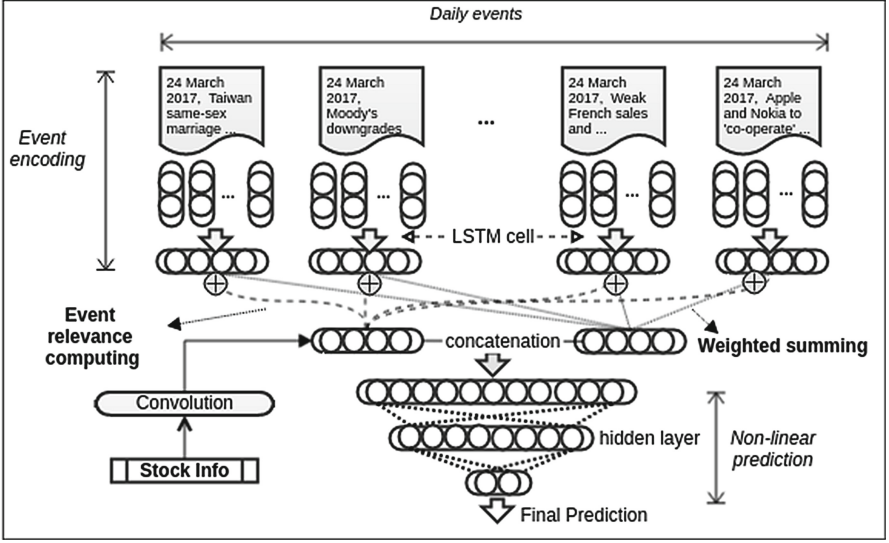 Daily events
24 March
2017, Taiwan
same-sex
marriage ...
24 March
2017,
Moody's
downgrades
...
24 March
2017, Weak
French sales
and ...
24 March
2017, Apple
and Nokia to
'co-operate' ...
Event
encoding
... ... ... ...
LSTM cell
Event
relevance
computing
concatenation
Weighted summing
Convolution
Stock Info
hidden layer
Non-linear
prediction
Final Prediction